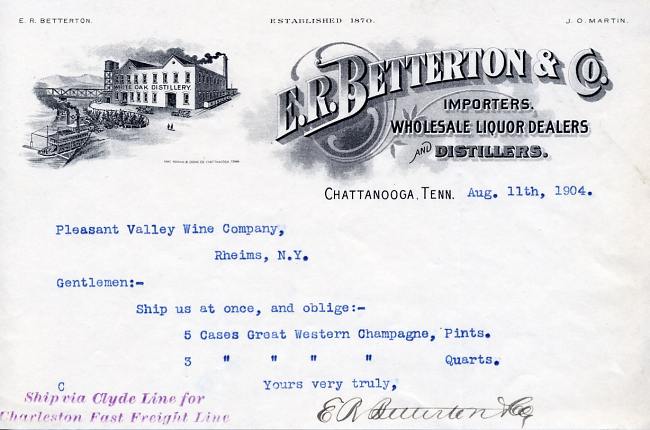 E. R. BETTERTON.
ESTABLISHED 1870.
J. O. MARTIN.
WHITE OAK DISTILLERY.
E.R. BETTERTON & CO.
IMPORTERS.
WHOLESALE LIQUOR DEALERS
AND DISTILLERS.
CHATTANOOGA, TENN. Aug. 11th, 1904.
Pleasant Valley Wine Company,
Rheims, N.Y.
Gentlemen:-
Ship us at once, and oblige:-
5 Cases Great Western Champagne, Pints.
3 " " " " Quarts.
C Yours very truly,
Ship via Clyde Line for
Charleston Fast Freight Line
E R Betterton & Co